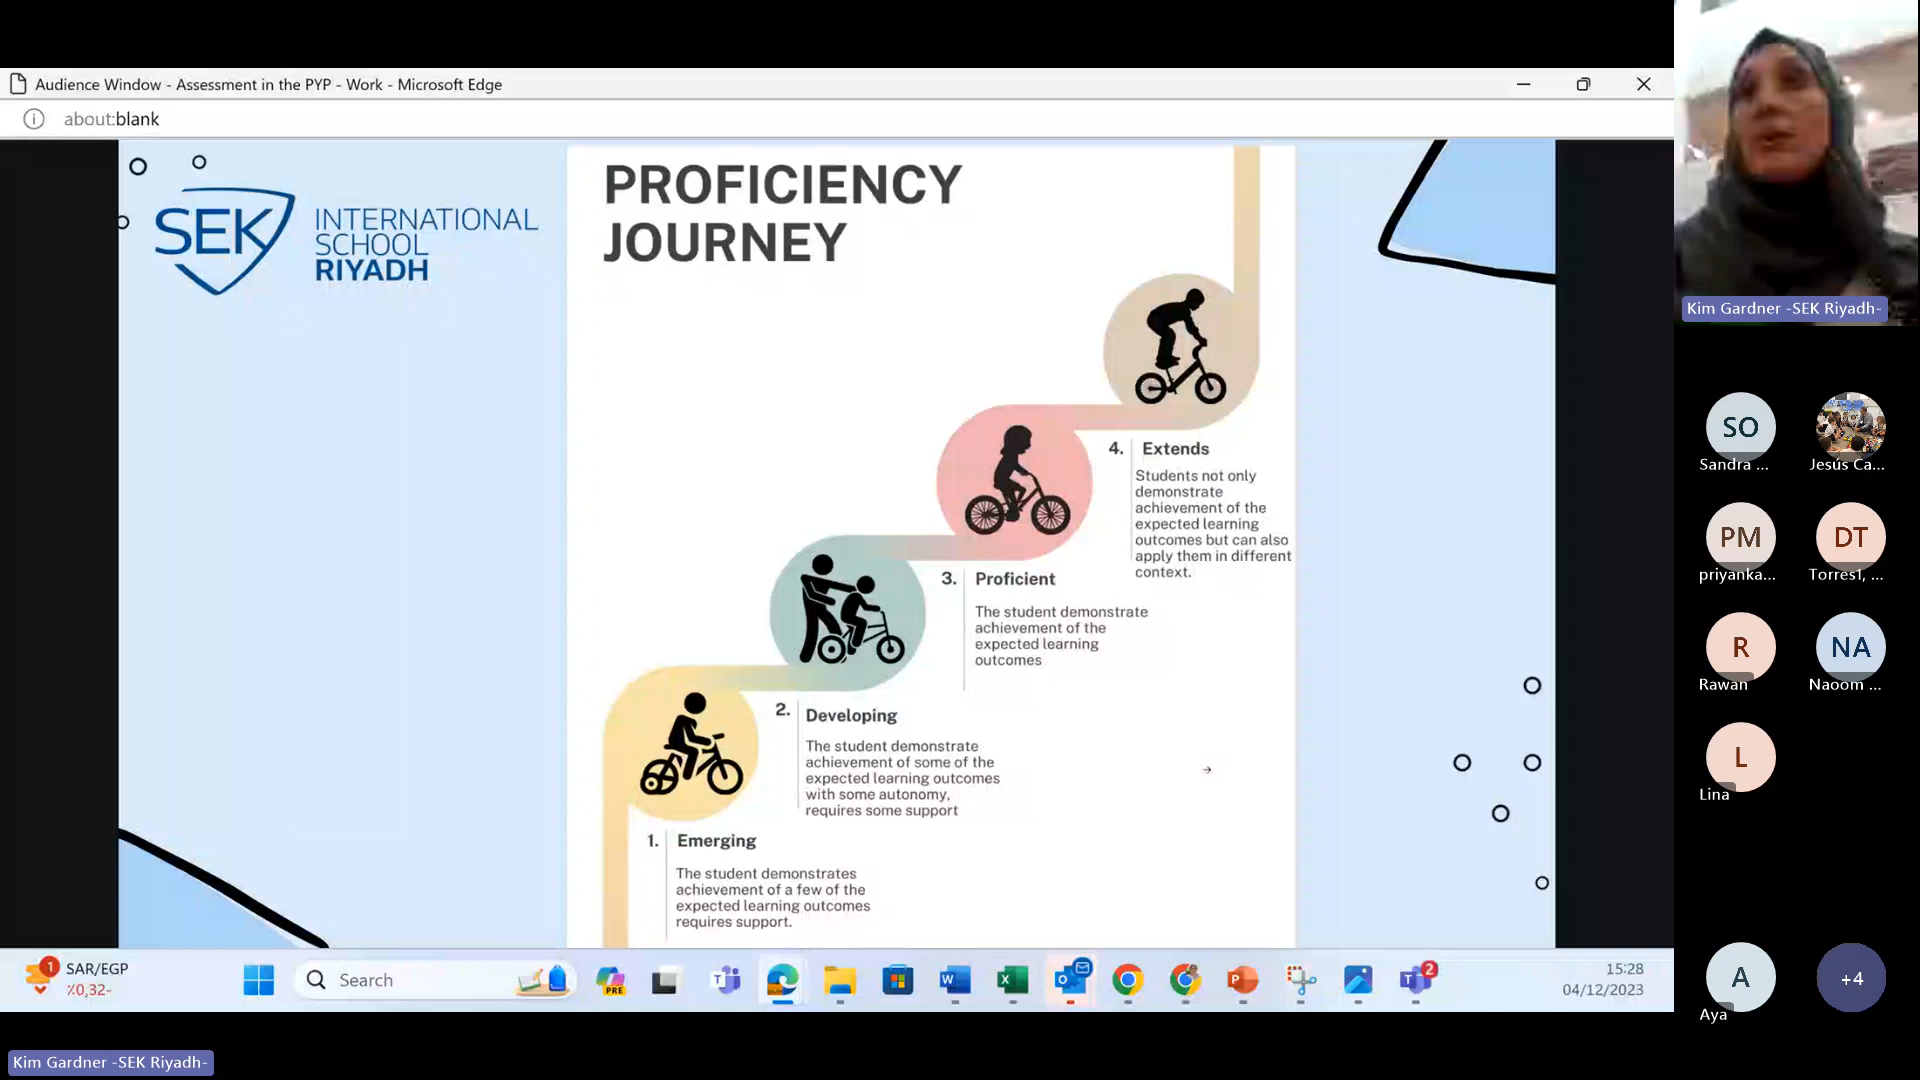 Audience Window - Assessment in the PYP - Work - Microsoft Edge
about:blank
SEK
INTERNATIONAL
SCHOOL
RIYADH
PROFICIENCY
JOURNEY
4. Extends
Students not only
demonstrate
achievement of the
expected learning
outcomes but can also
apply them in different
context.
3. Proficient
The student demonstrate
achievement of the
expected learning
outcomes
2. Developing
The student demonstrate
achievement of some of the
expected learning outcomes
with some autonomy,
requires some support
1. Emerging
The student demonstrates
achievement of a few of the
expected learning outcomes
requires support.
Kim Gardner -SEK Riyadh-
SO
Sandra ...
Jesús Ca...
PM
priyanka...
DT
Torres1, ...
R
Rawan
NA
Naoom ...
L
Lina
A
Aya
+4
1
SAR/EGP
٪0,32-
Search
PRE
W
X
O
P
2
15:28
04/12/2023
Kim Gardner -SEK Riyadh-